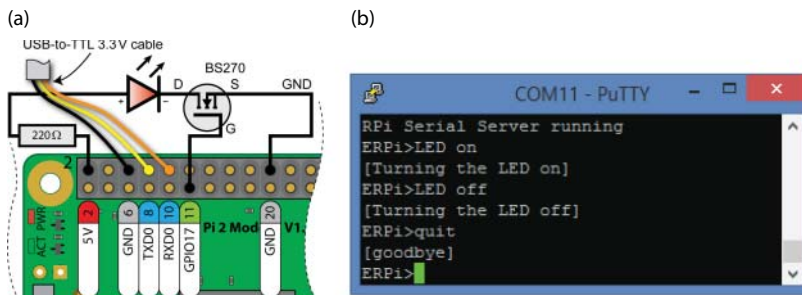 (a)
(b)
USB-to-TTL 3.3 V cable
BS270
D
S
GND
+
−
G
220Ω
2
ACT
PWR
5V 2
GND 6
TXD0 8
RXD0 10
GPIO17 11
Pi 2 Mod
V1.
GND 20
COM11 - PuTTY
RPi Serial Server running
ERPi>LED on
[Turning the LED on]
ERPi>LED off
[Turning the LED off]
ERPi>quit
[goodbye]
ERPi>